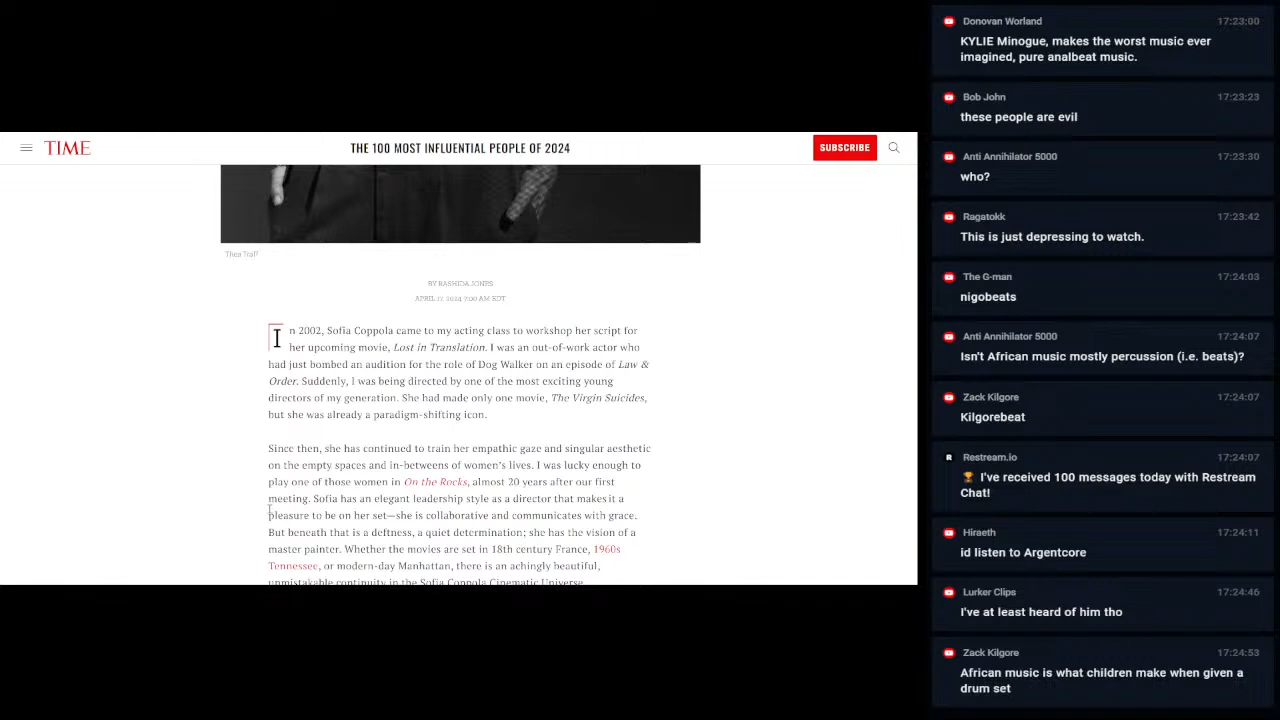 TIME
THE 100 MOST INFLUENTIAL PEOPLE OF 2024
SUBSCRIBE
Thea Traff
BY RASHIDA JONES
APRIL 17, 2024 7:00 AM EDT
In 2002, Sofia Coppola came to my acting class to workshop her script for
her upcoming movie, Lost in Translation. I was an out-of-work actor who
had just bombed an audition for the role of Dog Walker on an episode of Law &
Order. Suddenly, I was being directed by one of the most exciting young
directors of my generation. She had made only one movie, The Virgin Suicides,
but she was already a paradigm-shifting icon.
Since then, she has continued to train her empathic gaze and singular aesthetic
on the empty spaces and in-betweens of women's lives. I was lucky enough to
play one of those women in On the Rocks, almost 20 years after our first
meeting. Sofia has an elegant leadership style as a director that makes it a
pleasure to be on her set—she is collaborative and communicates with grace.
But beneath that is a deftness, a quiet determination; she has the vision of a
master painter. Whether the movies are set in 18th century France, 1960s
Tennessee, or modern-day Manhattan, there is an achingly beautiful,
unmistakable continuity in the Sofia Coppola Cinematic Universe.
Donovan Worland 17:23:00
KYLIE Minogue, makes the worst music ever
imagined, pure analbeat music.
Bob John 17:23:23
these people are evil
Anti Annihilator 5000 17:23:30
who?
Ragatokk 17:23:42
This is just depressing to watch.
The G-man 17:24:03
nigobeats
Anti Annihilator 5000 17:24:07
Isn't African music mostly percussion (i.e. beats)?
Zack Kilgore 17:24:07
Kilgorebeat
R Restream.io 17:24:07
🏆 I've received 100 messages today with Restream
Chat!
Hiraeth 17:24:11
id listen to Argentcore
Lurker Clips 17:24:46
I've at least heard of him tho
Zack Kilgore 17:24:53
African music is what children make when given a
drum set